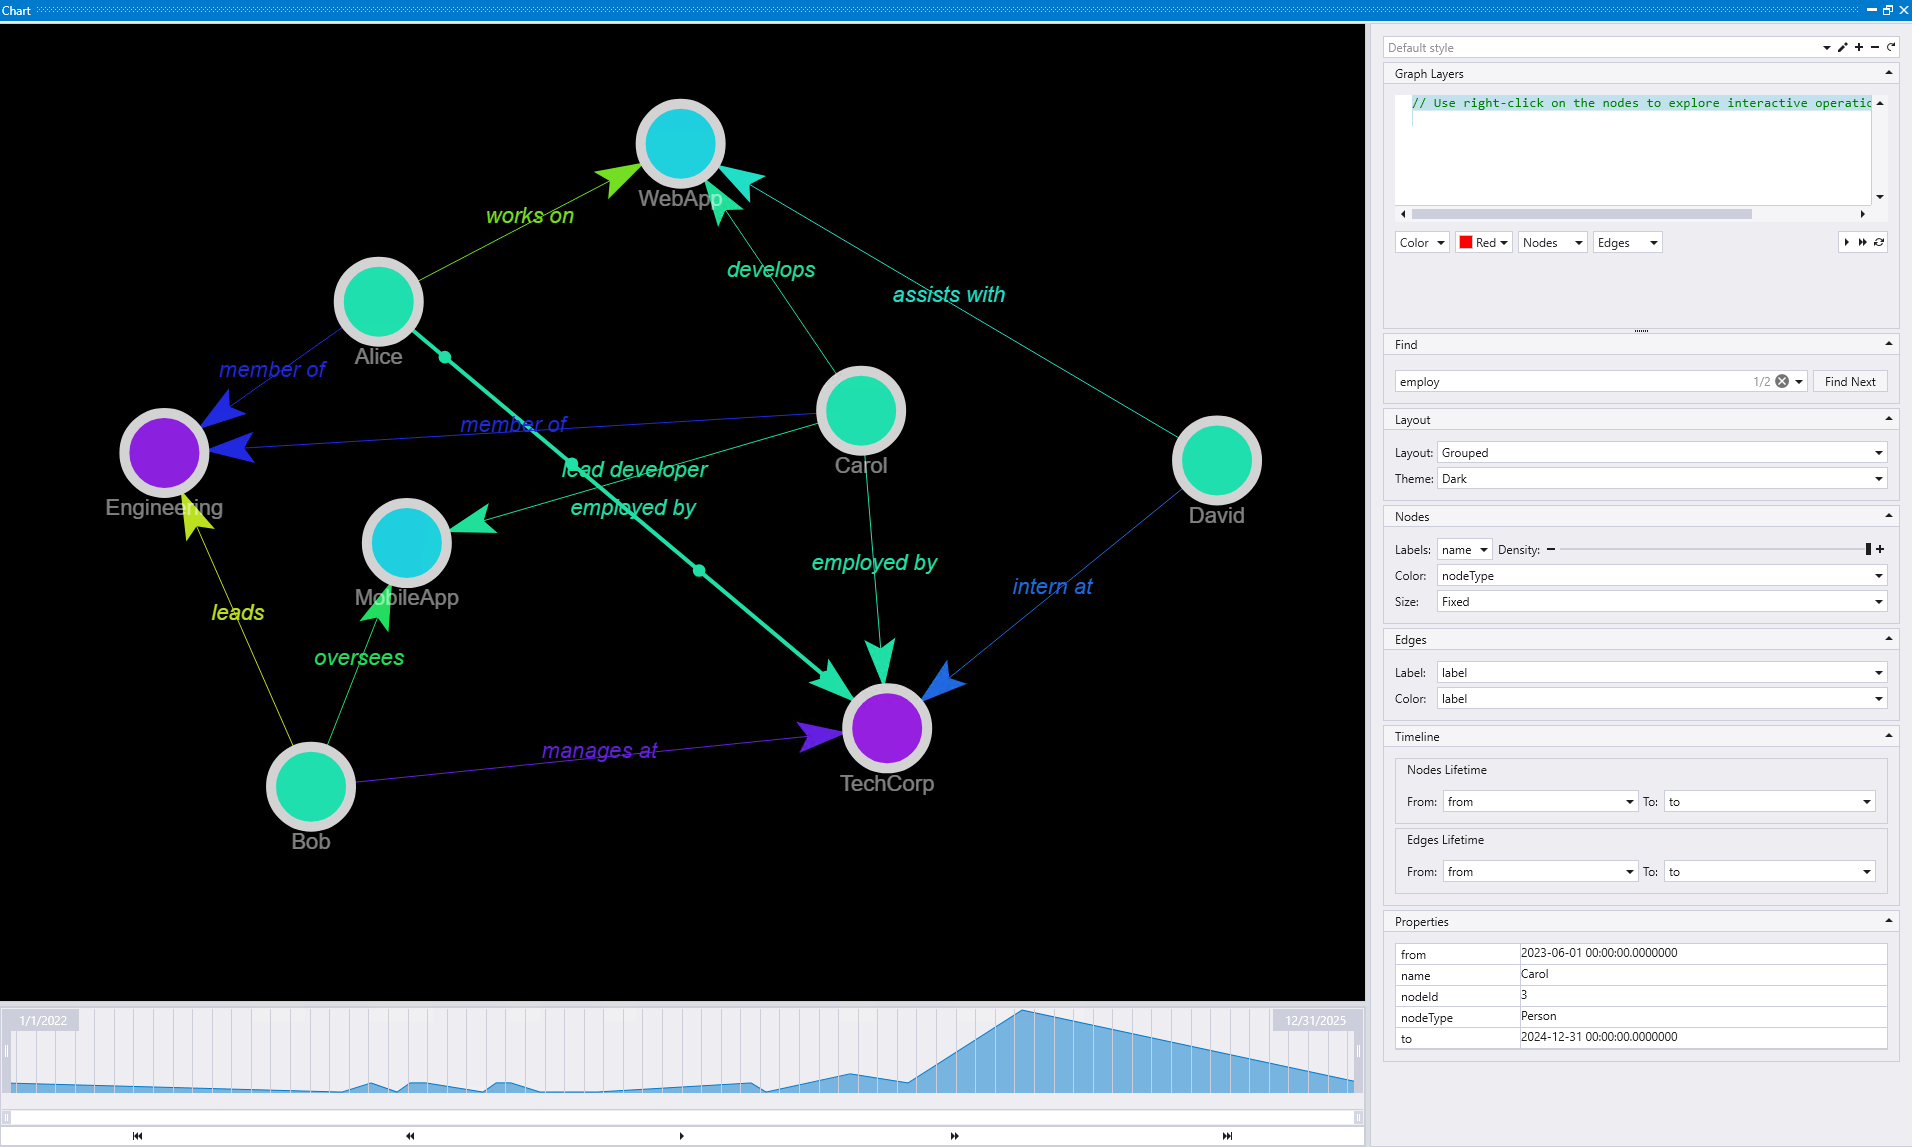 Chart
WebApp
works on
develops
assists with
Alice
member of
member of
Carol
lead developer
Engineering
employed by
David
employed by
intern at
MobileApp
leads
oversees
manages at
TechCorp
Bob
1/1/2022
12/31/2025
Default style
Graph Layers
// Use right-click on the nodes to explore interactive operatio
Color
Red
Nodes
Edges
Find
employ
1/2
Find Next
Layout
Layout: Grouped
Theme: Dark
Nodes
Labels: name Density:
Color: nodeType
Size: Fixed
Edges
Label: label
Color: label
Timeline
Nodes Lifetime
From: from To: to
Edges Lifetime
From: from To: to
Properties
from 2023-06-01 00:00:00.0000000
name Carol
nodeId 3
nodeType Person
to 2024-12-31 00:00:00.0000000